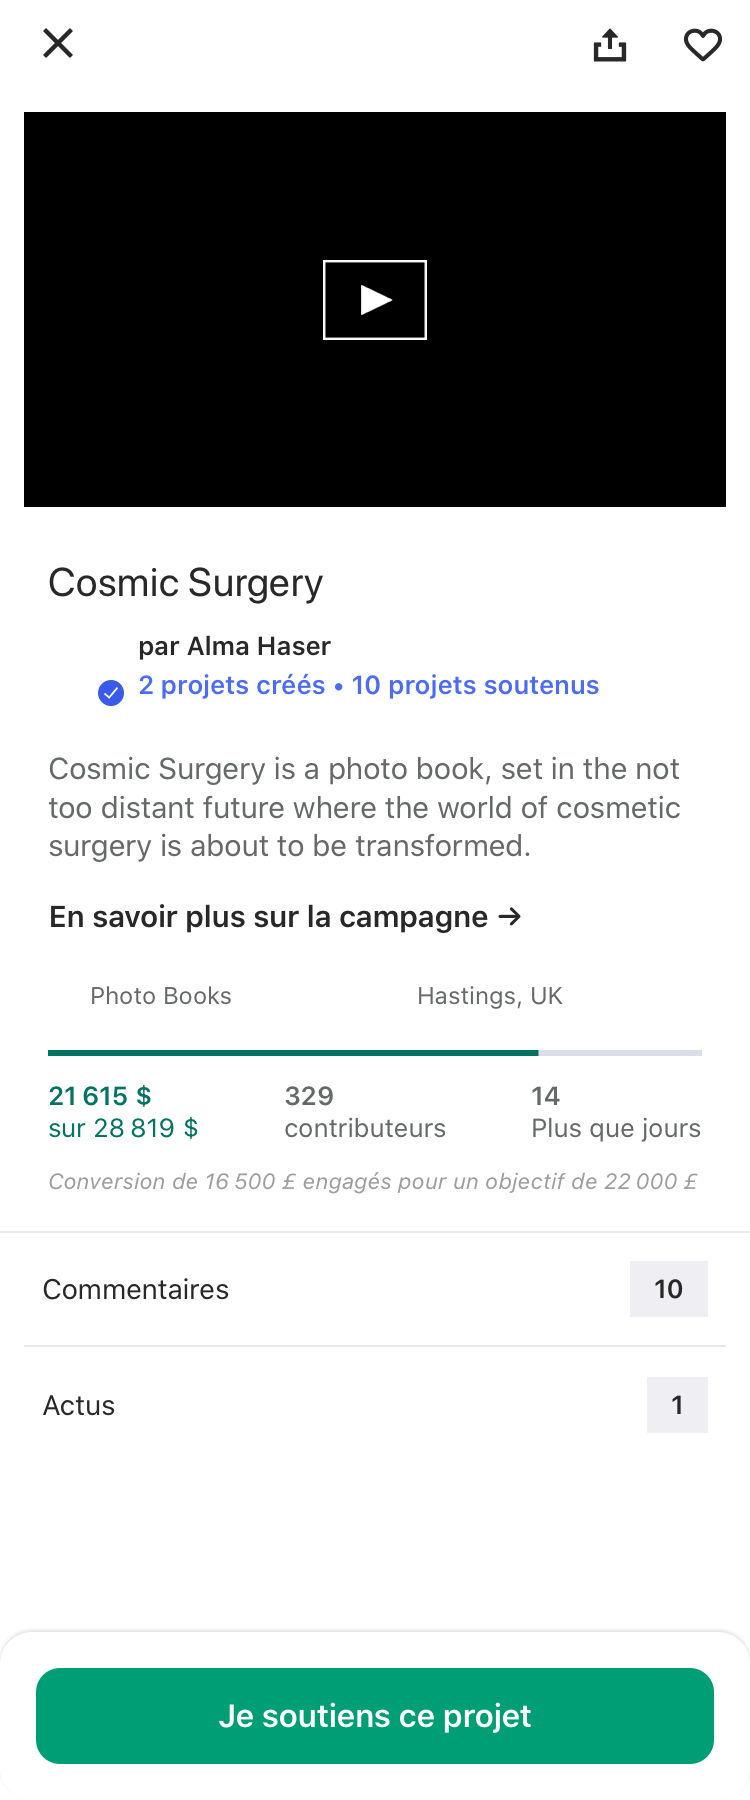 Cosmic Surgery
par Alma Haser
2 projets créés • 10 projets soutenus
Cosmic Surgery is a photo book, set in the not
too distant future where the world of cosmetic
surgery is about to be transformed.
En savoir plus sur la campagne →
Photo Books
Hastings, UK
21 615 $
sur 28 819 $
329
contributeurs
14
Plus que jours
Conversion de 16 500 £ engagés pour un objectif de 22 000 £
Commentaires
10
Actus
1
Je soutiens ce projet